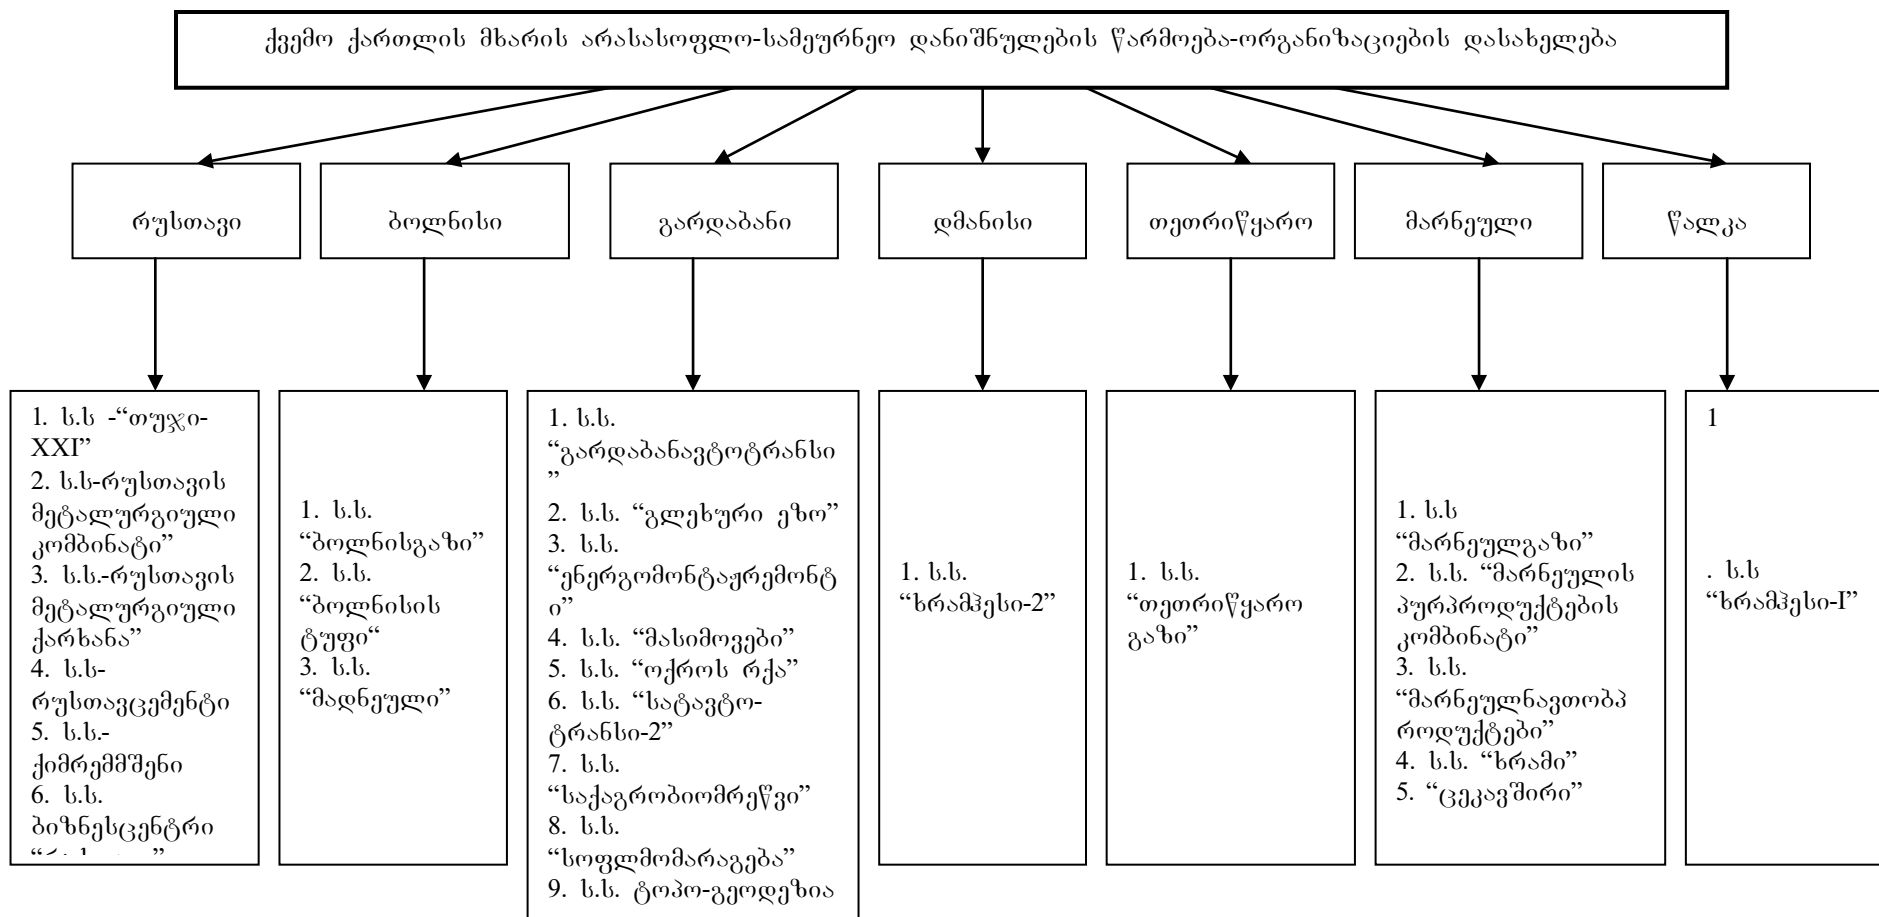 ქვემო ქართლის მხარის არასასოფლო-სამეურნეო დანიშნულების წარმოება-ორგანიზაციების დასახელება
რუსთავი
ბოლნისი
გარდაბანი
დმანისი
თეთრიწყარო
მარნეული
წალკა
1. ს.ს -“თუჯი-
XXI”
2. ს.ს-რუსთავის
მეტალურგიული
კომბინატი”
3. ს.ს.-რუსთავის
მეტალურგიული
ქარხანა”
4. ს.ს-
რუსთავცემენტი
5. ს.ს.-
ქიმრემმშენი
6. ს.ს.
ბიზნესცენტრი
1. ს.ს.
“ბოლნისგაზი”
2. ს.ს.
“ბოლნისის
ტუფი“
3. ს.ს.
“მადნეული”
1. ს.ს.
“გარდაბანავტოტრანსი
”
2. ს.ს. “გლეხური ეზო”
3. ს.ს.
“ენერგომონტაჟრემონტ
ი”
4. ს.ს. “მასიმოვები”
5. ს.ს. “ოქროს რქა”
6. ს.ს. “სატავტო-
ტრანსი-2”
7. ს.ს.
“საქაგრობიომრეწვი”
8. ს.ს.
“სოფლმომარაგება”
9. ს.ს. ტოპო-გეოდეზია
1. ს.ს.
“ხრამჰესი-2”
1. ს.ს.
“თეთრიწყარო
გაზი”
1. ს.ს
“მარნეულგაზი”
2. ს.ს. “მარნეულის
პურპროდუქტების
კომბინატი”
3. ს.ს.
“მარნეულნავთობპ
როდუქტები”
4. ს.ს. “ხრამი”
5. “ცეკავშირი”
1
. ს.ს
“ხრამჰესი-I”